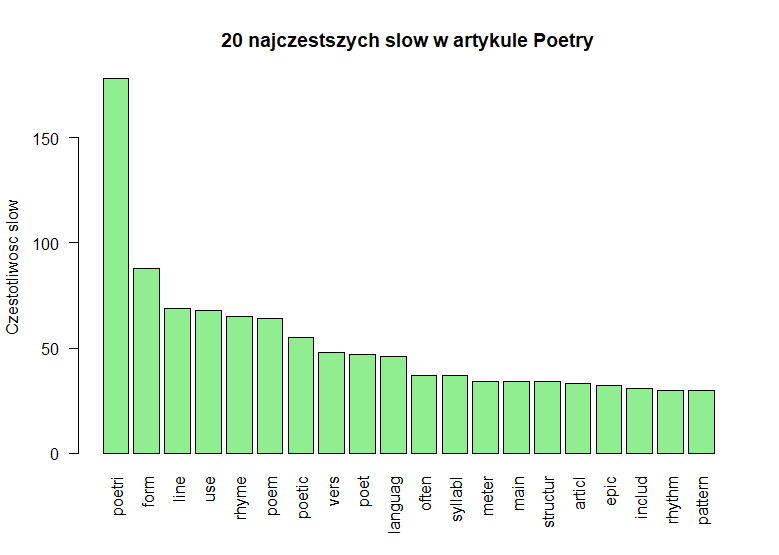 20 najczestszych slow w artykule Poetry
Czestotliwosc slow
150
100
50
0
poetri
form
line
use
rhyme
poem
poetic
vers
poet
languag
often
syllabl
meter
main
structur
articl
epic
includ
rhythm
pattern